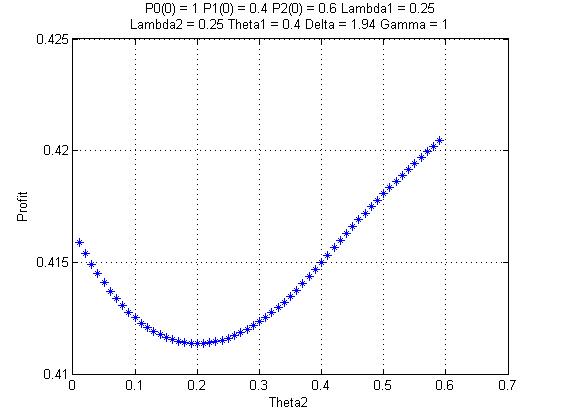 P0(0) = 1 P1(0) = 0.4 P2(0) = 0.6 Lambda1 = 0.25
Lambda2 = 0.25 Theta1 = 0.4 Delta = 1.94 Gamma = 1
0.425
0.42
0.415
0.41
Profit
0 0.1 0.2 0.3 0.4 0.5 0.6 0.7
Theta2